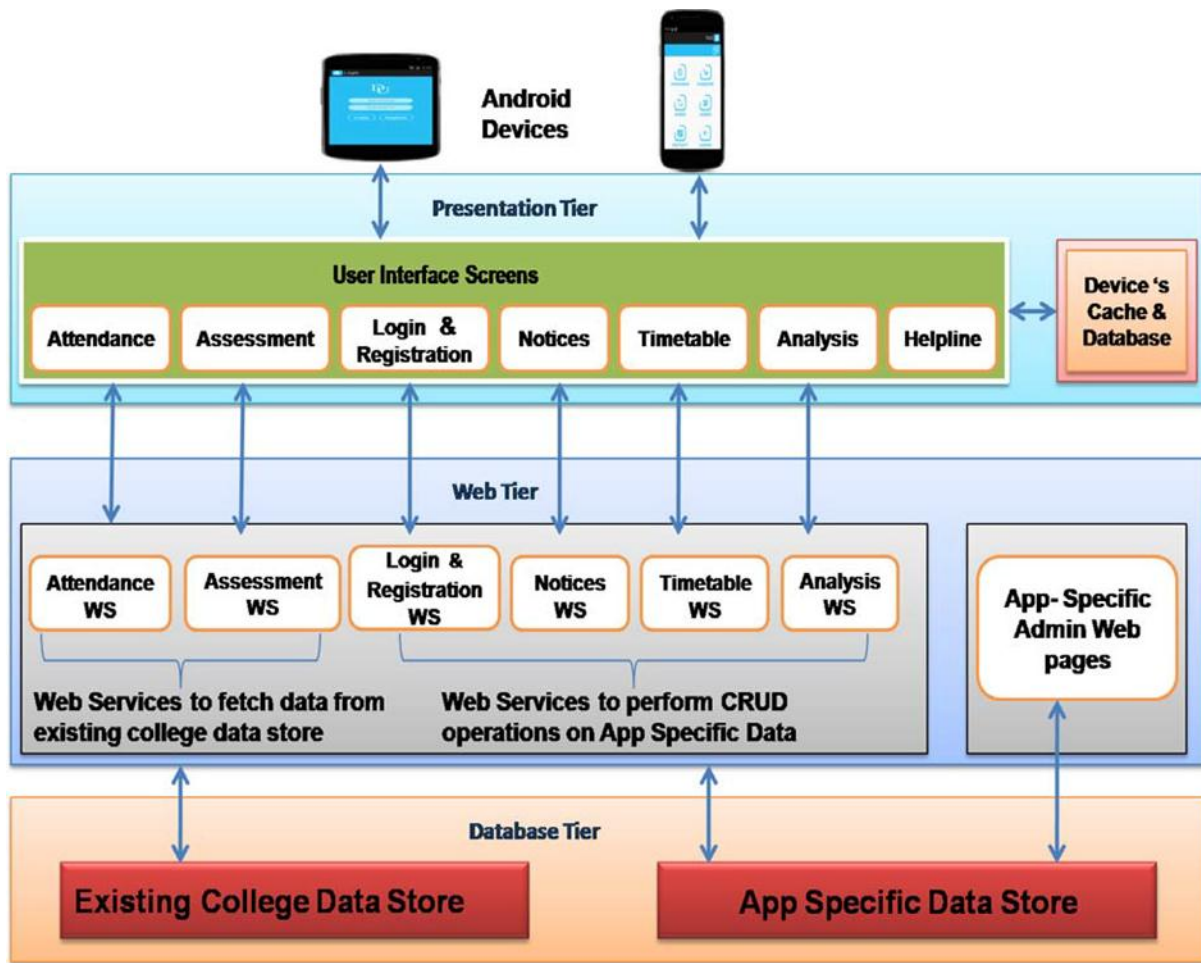 Android
Devices
Presentation Tier
User Interface Screens
Attendance
Assessment
Login &
Registration
Notices
Timetable
Analysis
Helpline
Device ‘s
Cache &
Database
Web Tier
Attendance
WS
Assessment
WS
Login &
Registration
WS
Notices
WS
Timetable
WS
Analysis
WS
App- Specific
Admin Web
pages
Web Services to fetch data from
existing college data store
Web Services to perform CRUD
operations on App Specific Data
Database Tier
Existing College Data Store
App Specific Data Store